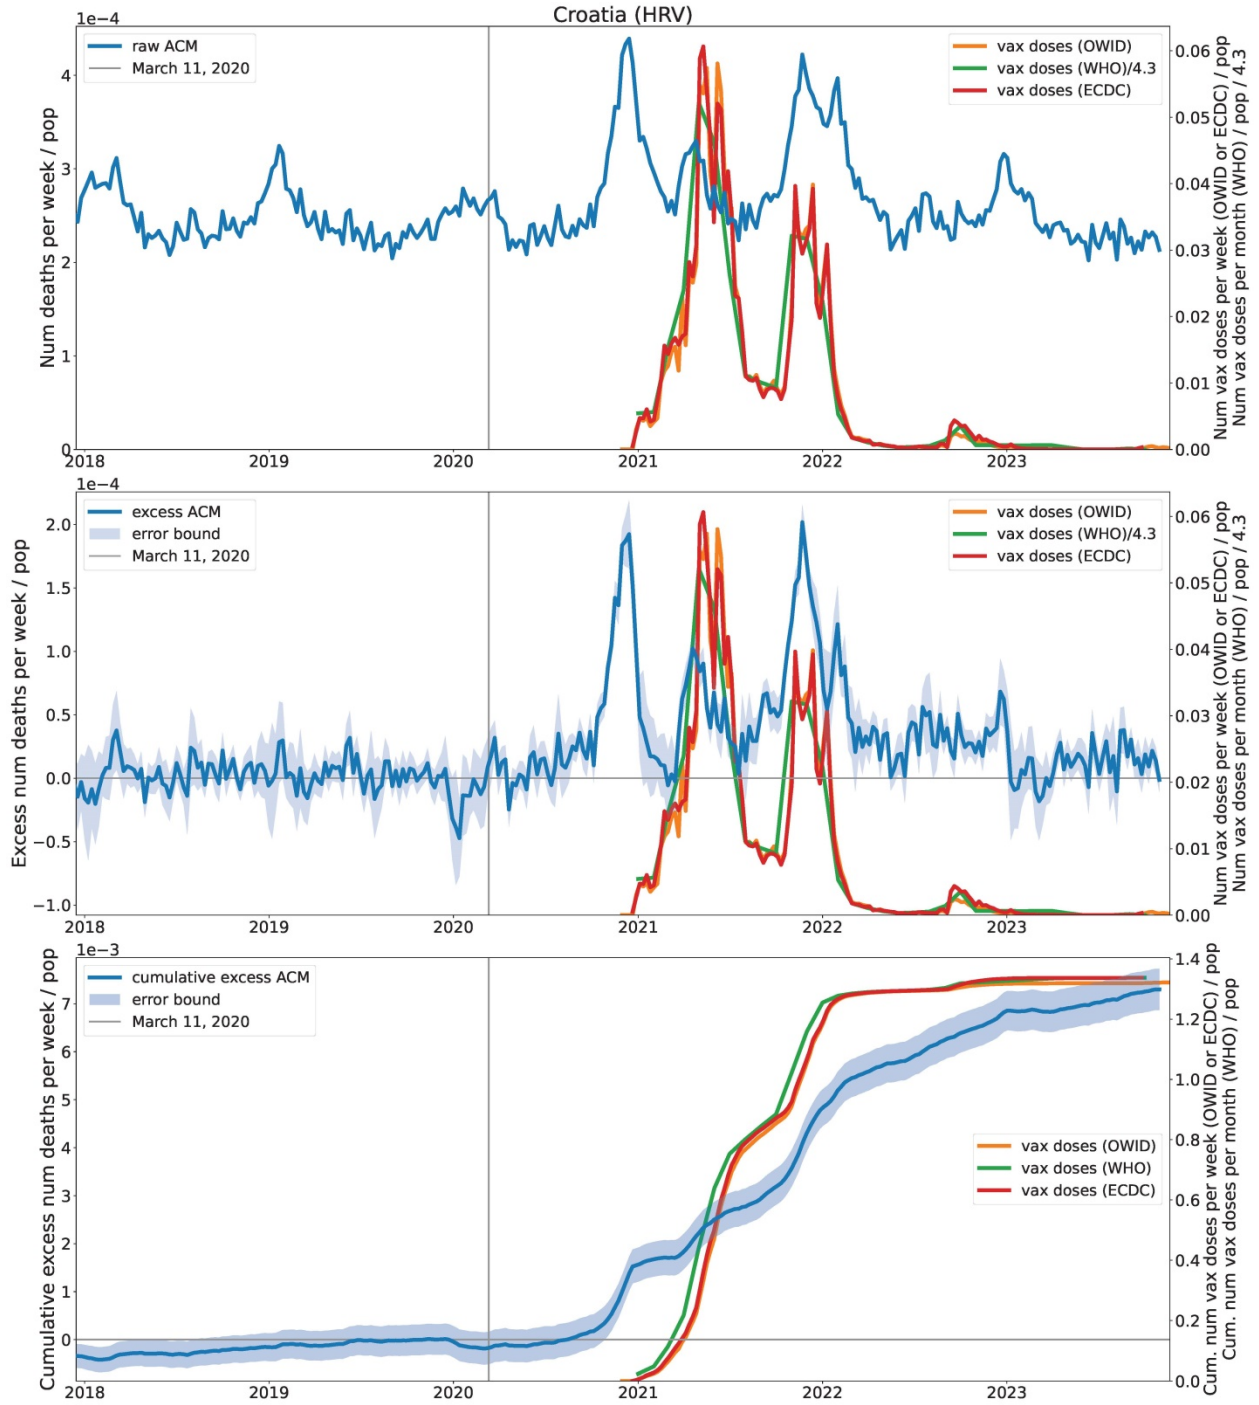 Croatia (HRV)
1e−4
raw ACM
March 11, 2020
vax doses (OWID)
vax doses (WHO)/4.3
vax doses (ECDC)
Num deaths per week / pop
4
3
2
1
0
Num vax doses per week (OWID or ECDC) / pop
Num vax doses per month (WHO) / pop / 4.3
0.06
0.05
0.04
0.03
0.02
0.01
0.00
2018 2019 2020 2021 2022 2023
1e−4
excess ACM
error bound
March 11, 2020
vax doses (OWID)
vax doses (WHO)/4.3
vax doses (ECDC)
Excess num deaths per week / pop
2.0
1.5
1.0
0.5
0.0
−0.5
−1.0
Num vax doses per week (OWID or ECDC) / pop
Num vax doses per month (WHO) / pop / 4.3
0.06
0.05
0.04
0.03
0.02
0.01
0.00
2018 2019 2020 2021 2022 2023
1e−3
cumulative excess ACM
error bound
March 11, 2020
vax doses (OWID)
vax doses (WHO)
vax doses (ECDC)
Cumulative excess num deaths per week / pop
7
6
5
4
3
2
1
0
Cum. num vax doses per week (OWID or ECDC) / pop
Cum. num vax doses per month (WHO) / pop
1.4
1.2
1.0
0.8
0.6
0.4
0.2
0.0
2018 2019 2020 2021 2022 2023